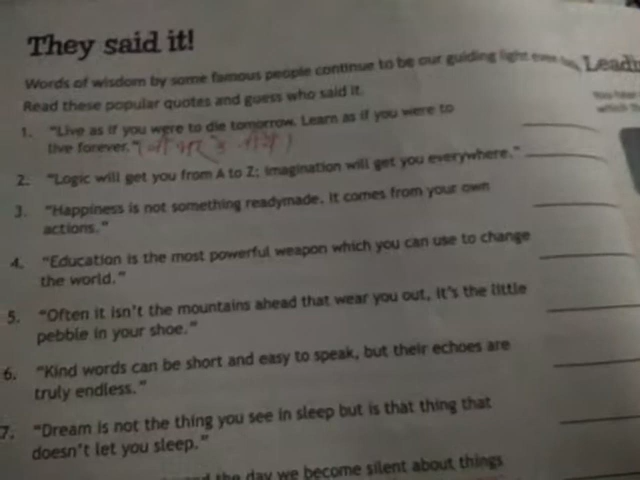 They said it!
Words of wisdom by some famous people continue to be our guiding light even
Read these popular quotes and guess who said it.
1. "Live as if you were to die tomorrow. Learn as if you were to
live forever."
2. "Logic will get you from A to Z; imagination will get you everywhere."
3. "Happiness is not something readymade. It comes from your own
actions."
4. "Education is the most powerful weapon which you can use to change
the world."
5. "Often it isn't the mountains ahead that wear you out, it's the little
pebble in your shoe."
6. "Kind words can be short and easy to speak, but their echoes are
truly endless."
7. "Dream is not the thing you see in sleep but is that thing that
doesn't let you sleep."
the day we become silent about things
Leadi